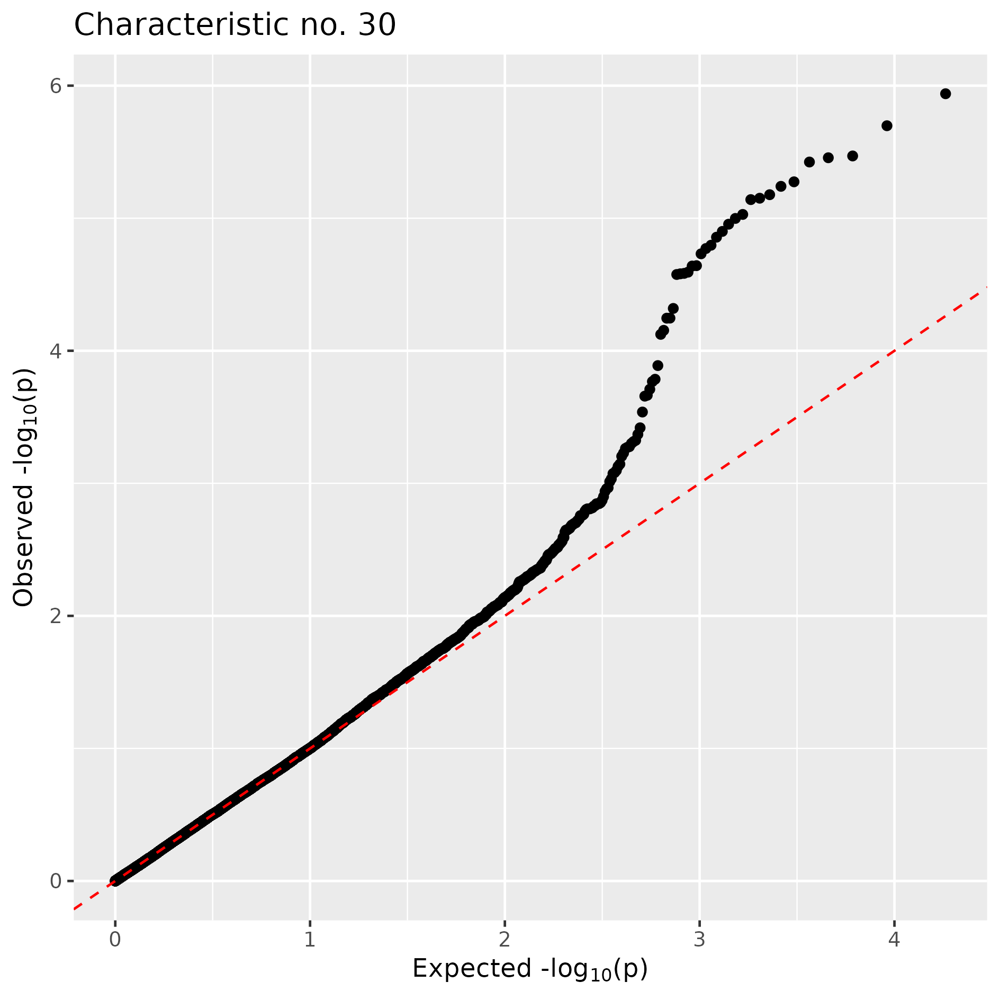 Characteristic no. 30
6
4
2
0
Observed -log₁₀(p)
0 1 2 3 4
Expected -log₁₀(p)